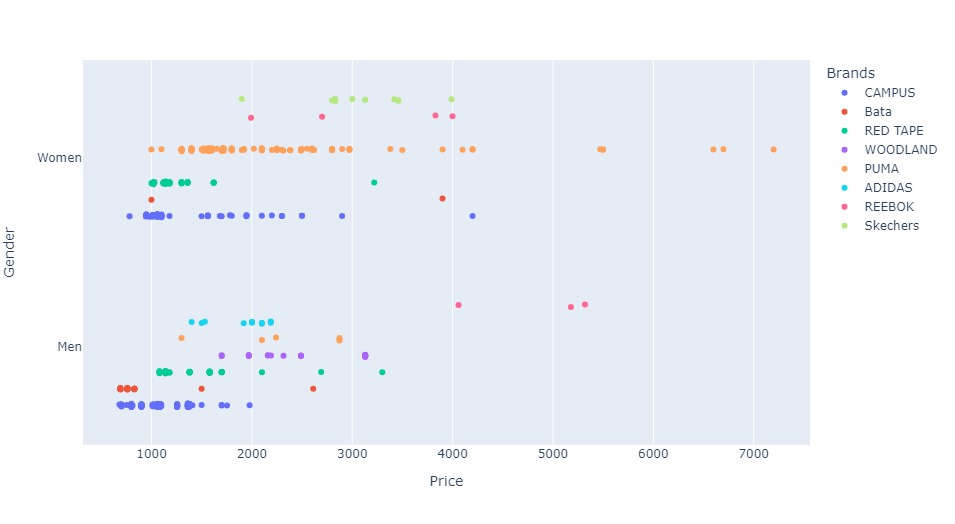 Brands
CAMPUS
Bata
RED TAPE
WOODLAND
PUMA
ADIDAS
REEBOK
Skechers
Women
Gender
Men
1000 2000 3000 4000 5000 6000 7000
Price